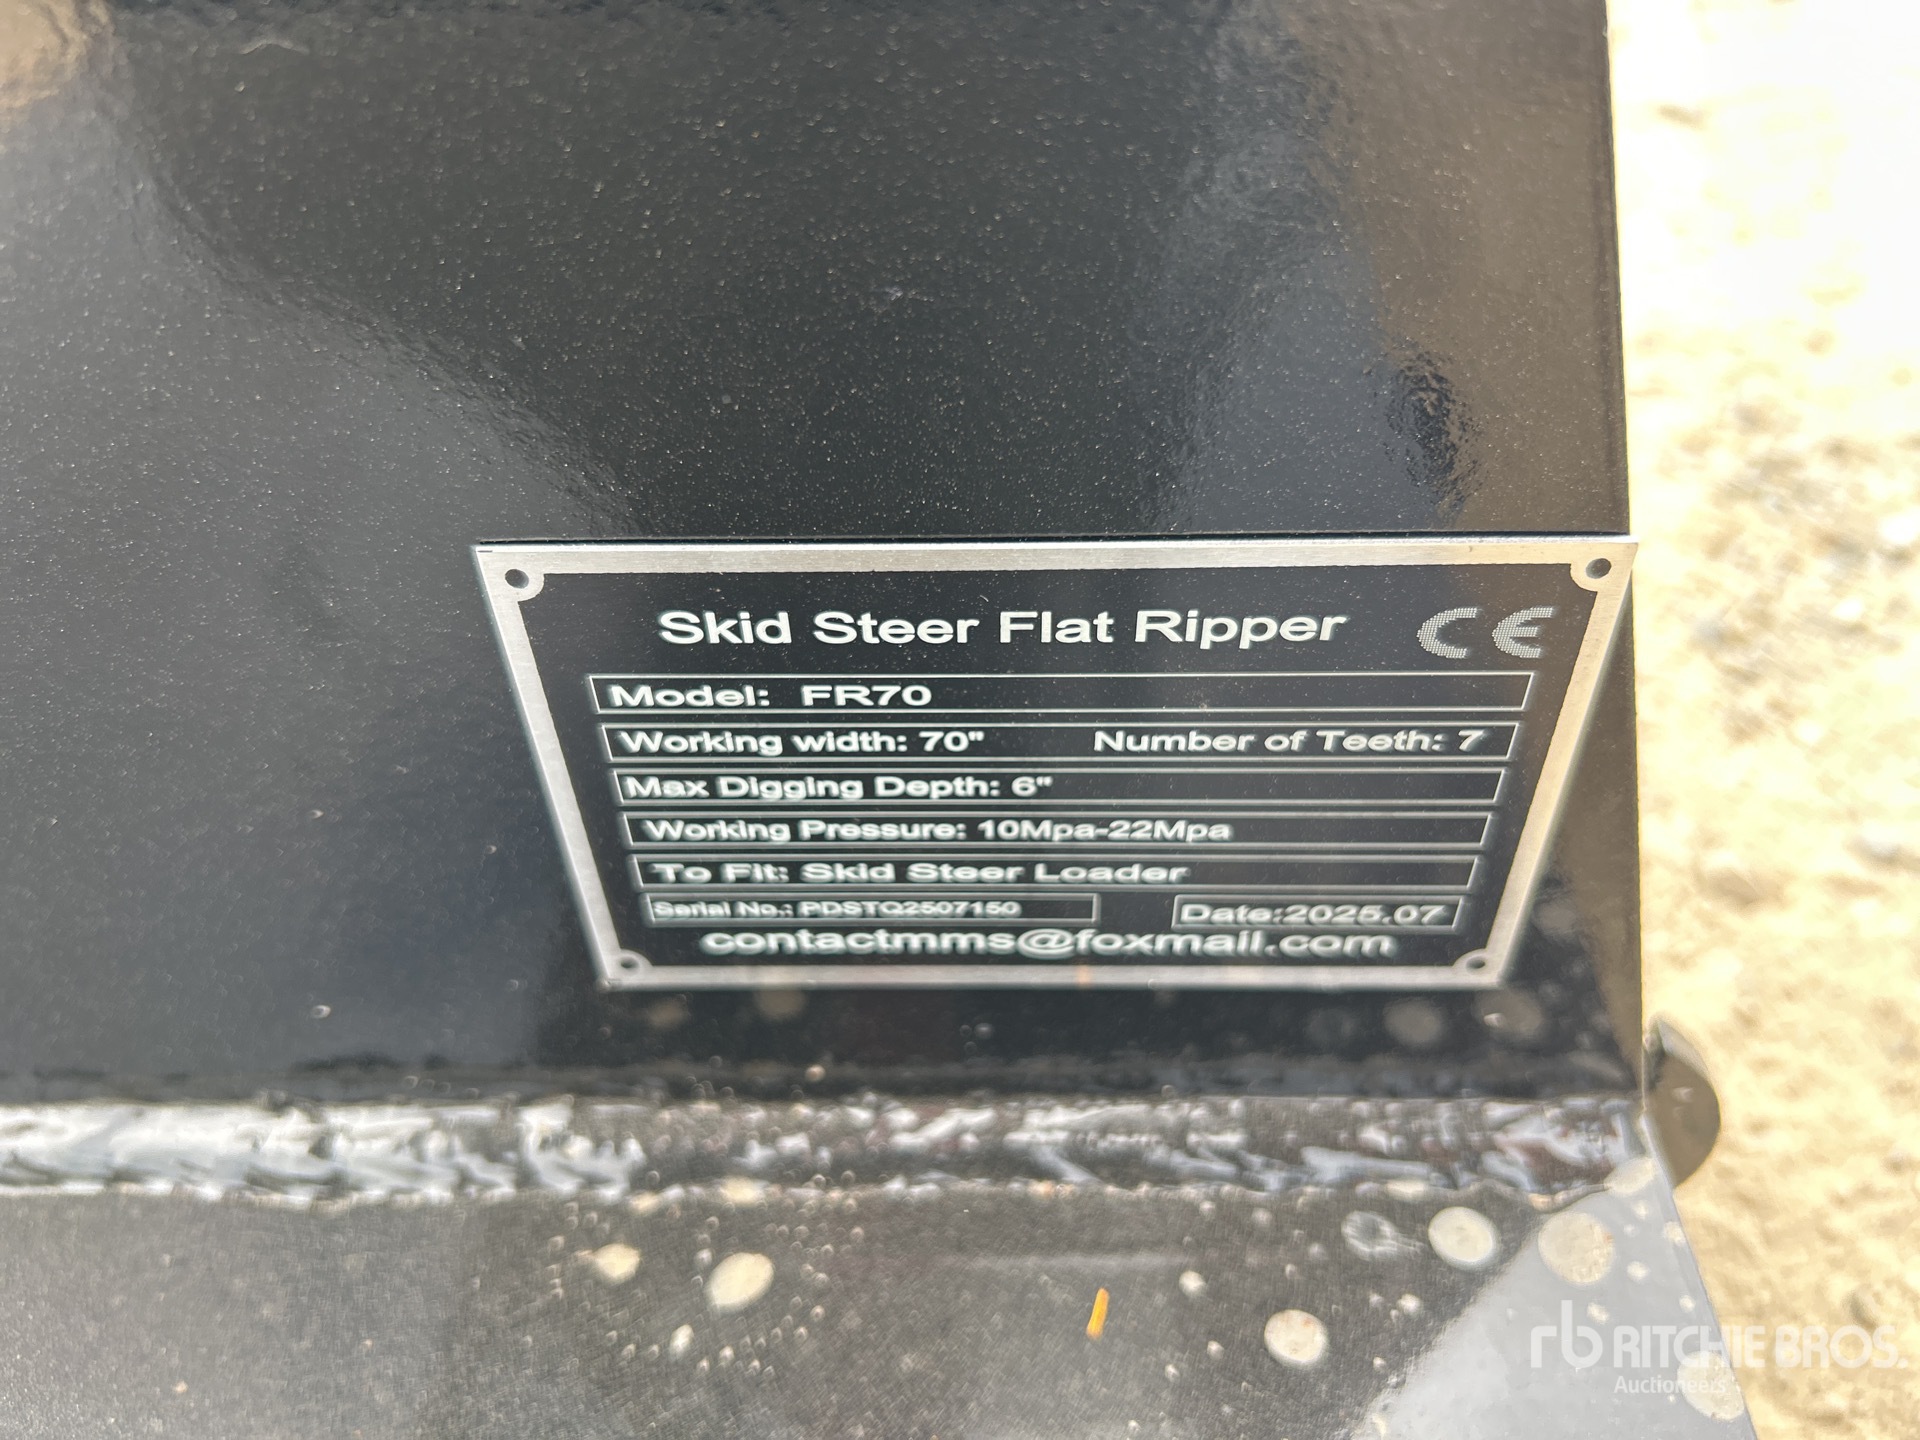 Skid Steer Flat Ripper CE
Model: FR70
Working width: 70" Number of Teeth: 7
Max Digging Depth: 6"
Working Pressure: 10Mpa-22Mpa
To Fit: Skid Steer Loader
Serial No.: PDSTQ2507150 Date:2025.07
contactmms@foxmail.com
rb RITCHIE BROS.
Auctioneers